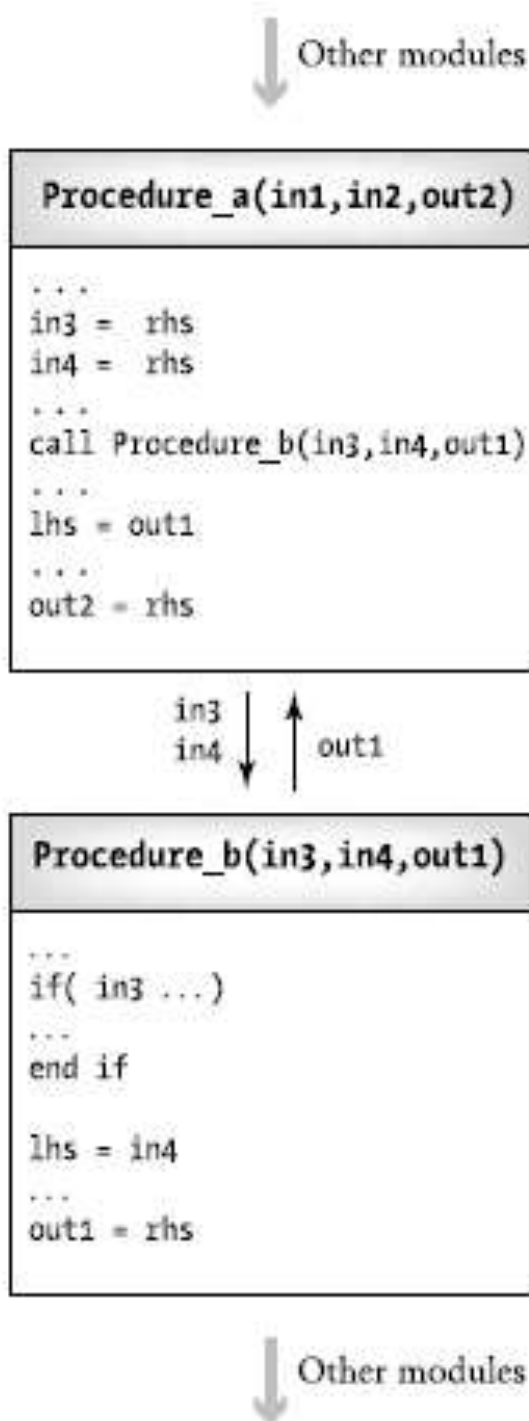 Other modules
Procedure_a(in1,in2,out2)
...
in3 = rhs
in4 = rhs
...
call Procedure_b(in3,in4,out1)
...
lhs = out1
...
out2 = rhs
in3
in4
out1
Procedure_b(in3,in4,out1)
...
if( in3 ...)
...
end if
lhs = in4
...
out1 = rhs
Other modules